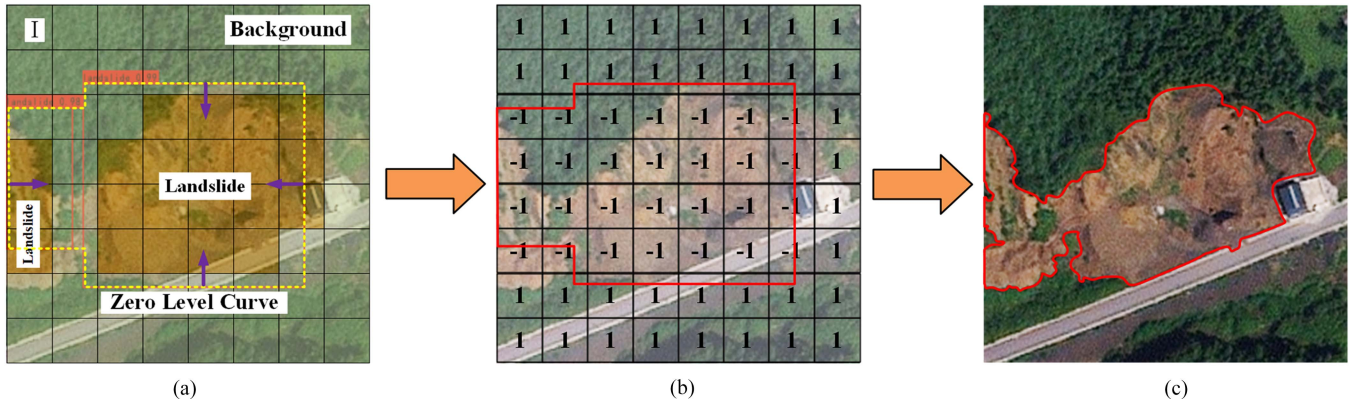 I
Background
Landslide
Landslide
Zero Level Curve
(a)
1 1 1 1 1 1 1 1
1 1 1 1 1 1 1 1
-1 -1 -1 -1 -1 -1 -1 1
-1 -1 -1 -1 -1 -1 -1 1
-1 -1 -1 -1 -1 -1 -1 1
-1 -1 -1 -1 -1 -1 -1 1
1 1 1 1 1 1 1 1
1 1 1 1 1 1 1 1
(b)
(c)